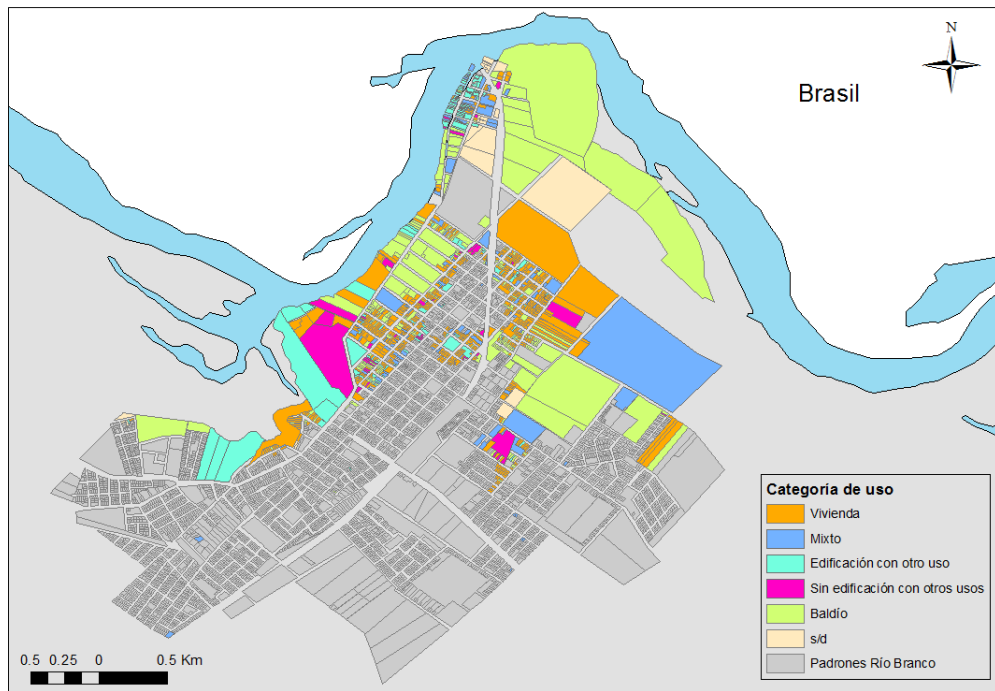 N
Brasil
Categoría de uso
Vivienda
Mixto
Edificación con otro uso
Sin edificación con otros usos
Baldío
s/d
Padrones Río Branco
0.5 0.25 0 0.5 Km